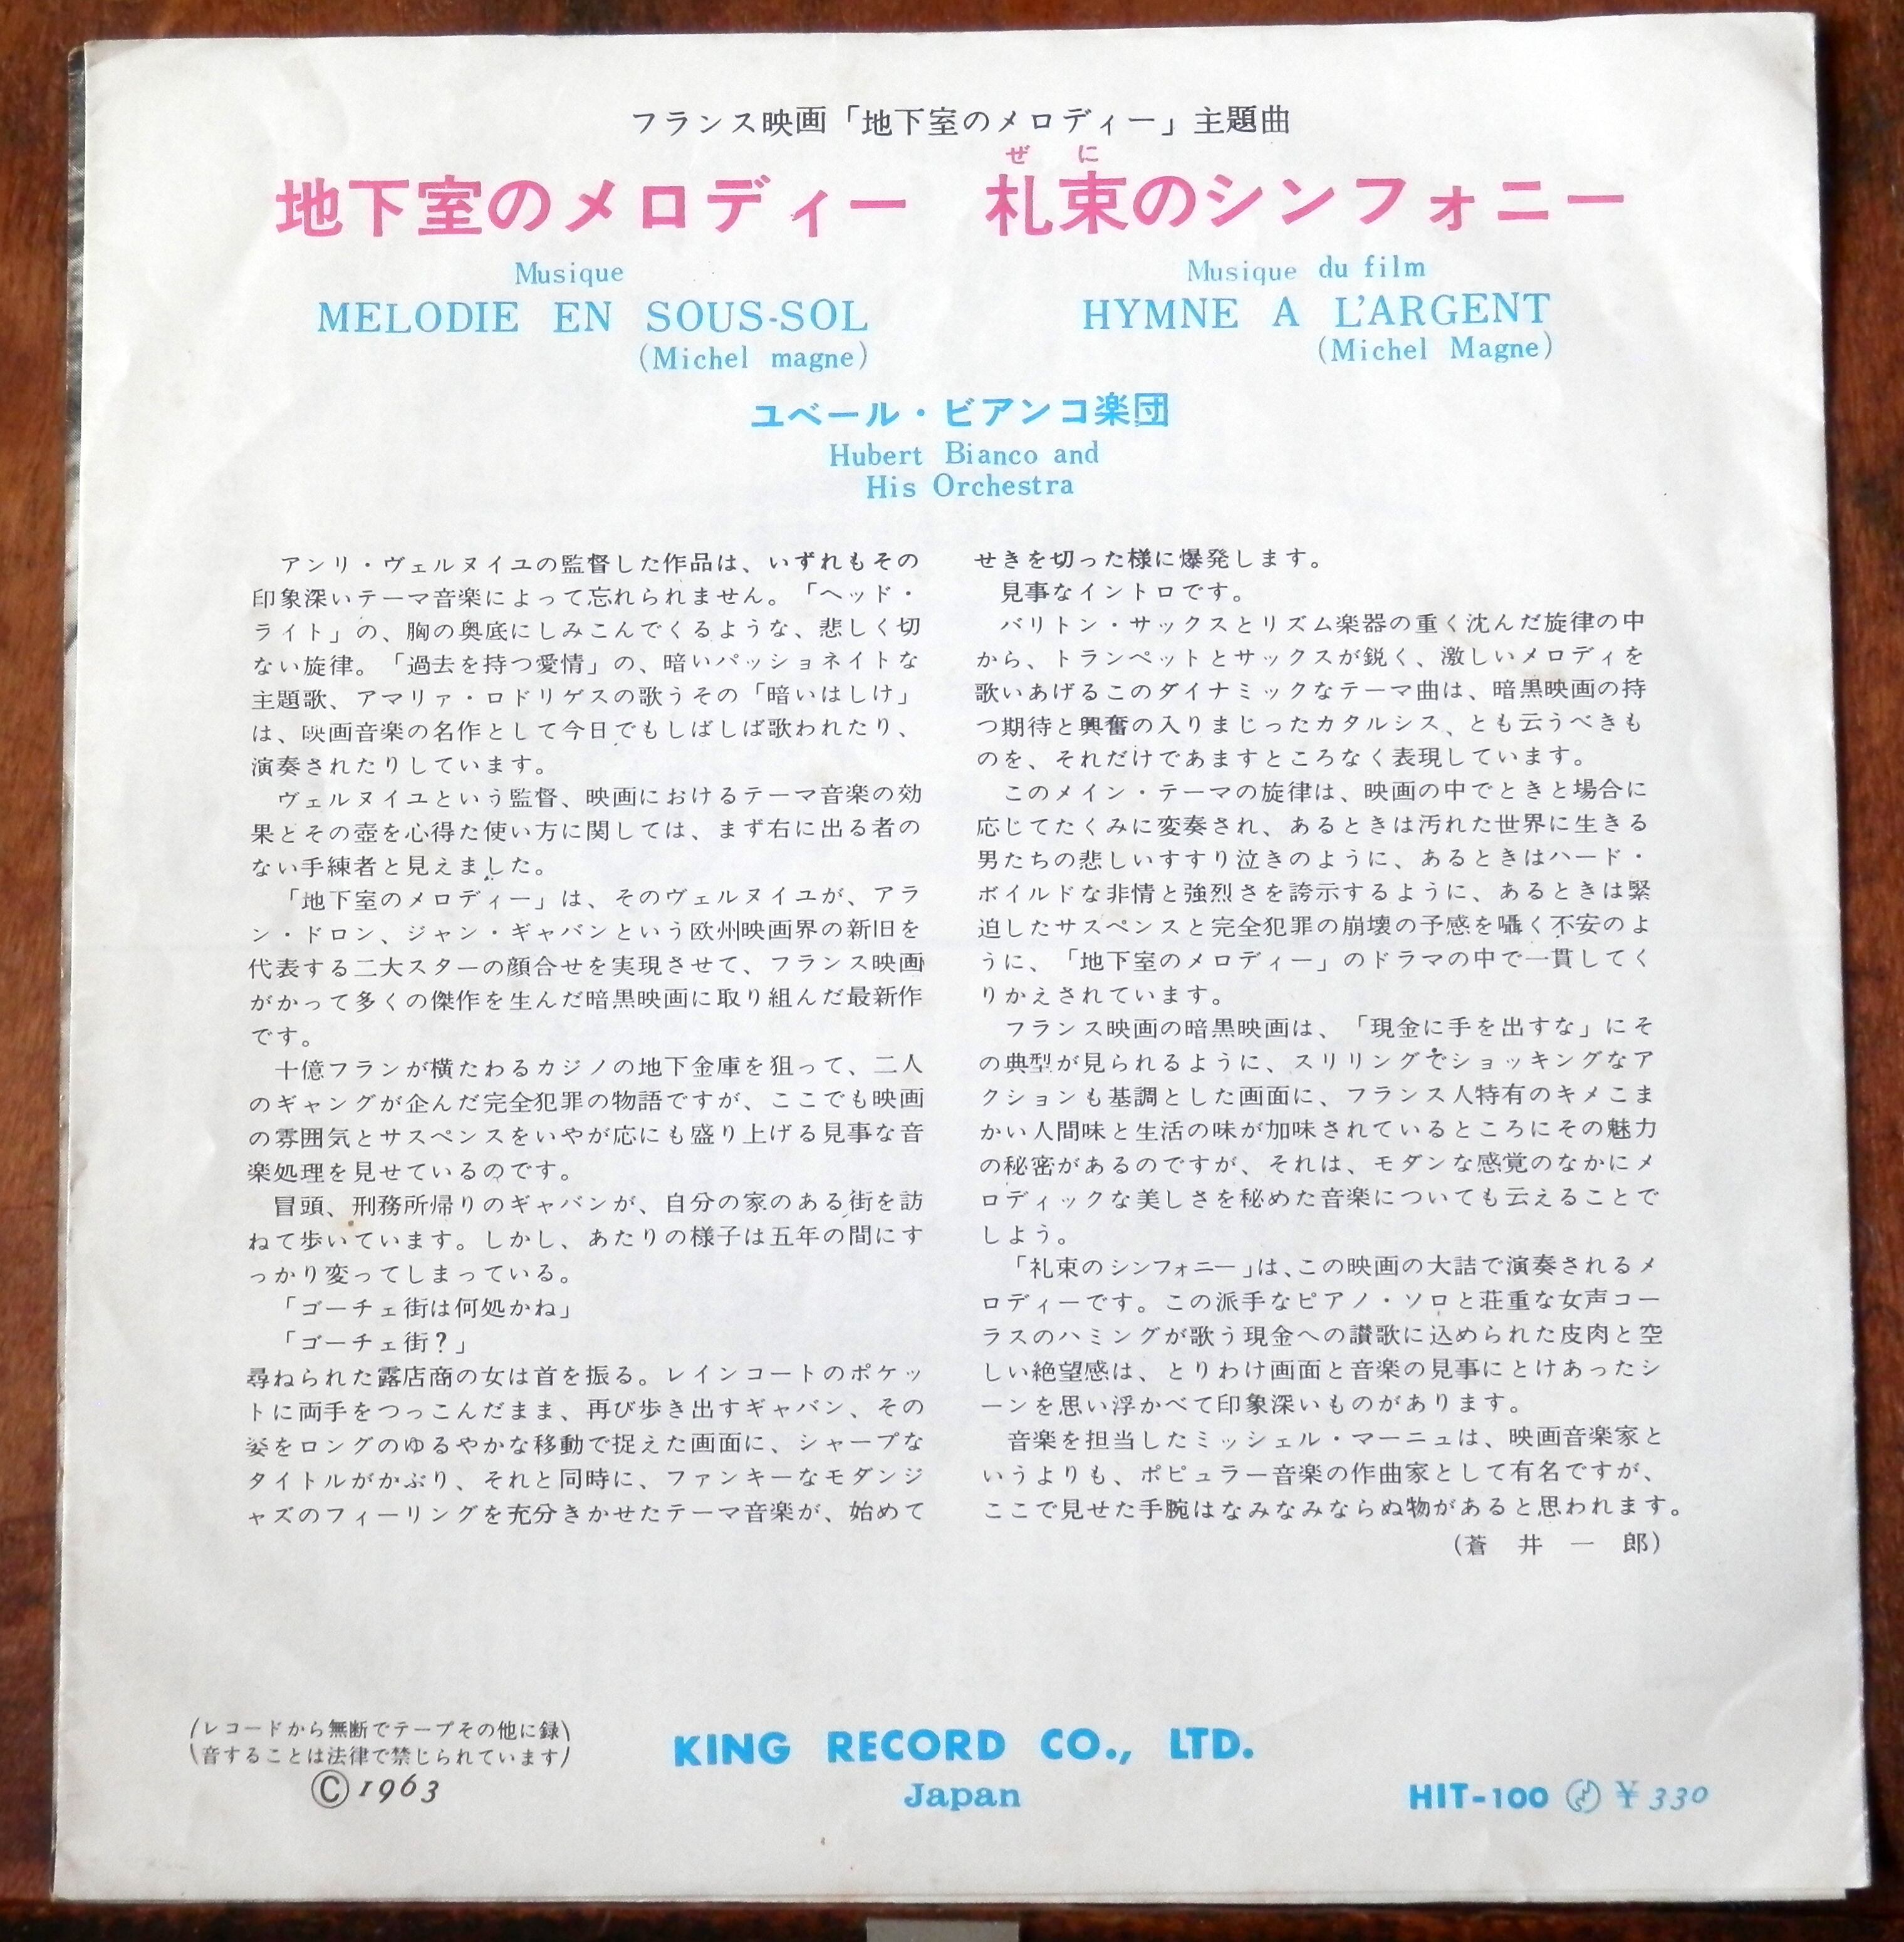 フランス映画「地下室のメロディー」主題曲
ぜに
地下室のメロディー　札束のシンフォニー
Musique
MELODIE EN SOUS-SOL
(Michel magne)
Musique du film
HYMNE A L'ARGENT
(Michel Magne)
ユベール・ビアンコ楽団
Hubert Bianco and
His Orchestra
アンリ・ヴェルヌイユの監督した作品は、いずれもその
印象深いテーマ音楽によって忘れられません。「ヘッド・
ライト」の、胸の奥底にしみこんでくるような、悲しく切
ない旋律。「過去を持つ愛情」の、暗いパッショネイトな
主題歌、アマリァ・ロドリゲスの歌うその「暗いはしけ」
は、映画音楽の名作として今日でもしばしば歌われたり、
演奏されたりしています。
ヴェルヌイユという監督、映画におけるテーマ音楽の効
果とその壺を心得た使い方に関しては、まず右に出る者の
ない手練者と見えました。
「地下室のメロディー」は、そのヴェルヌイユが、アラ
ン・ドロン、ジャン・ギャバンという欧州映画界の新旧を
代表する二大スターの顔合せを実現させて、フランス映画
がかって多くの傑作を生んだ暗黒映画に取り組んだ最新作
です。
十億フランが横たわるカジノの地下金庫を狙って、二人
のギャングが企んだ完全犯罪の物語ですが、ここでも映画
の雰囲気とサスペンスをいやが応にも盛り上げる見事な音
楽処理を見せているのです。
冒頭、刑務所帰りのギャバンが、自分の家のある街を訪
ねて歩いています。しかし、あたりの様子は五年の間にす
っかり変ってしまっている。
「ゴーチェ街は何処かね」
「ゴーチェ街？」
尋ねられた露店商の女は首を振る。レインコートのポケッ
トに両手をつっこんだまま、再び歩き出すギャバン、その
姿をロングのゆるやかな移動で捉えた画面に、シャープな
タイトルがかぶり、それと同時に、ファンキーなモダンジ
ャズのフィーリングを充分きかせたテーマ音楽が、始めて
せきを切った様に爆発します。
見事なイントロです。
バリトン・サックスとリズム楽器の重く沈んだ旋律の中
から、トランペットとサックスが鋭く、激しいメロディを
歌いあげるこのダイナミックなテーマ曲は、暗黒映画の持
つ期待と興奮の入りまじったカタルシス、とも云うべきも
のを、それだけであますところなく表現しています。
このメイン・テーマの旋律は、映画の中でときと場合に
応じてたくみに変奏され、あるときは汚れた世界に生きる
男たちの悲しいすすり泣きのように、あるときはハード・
ボイルドな非情と強烈さを誇示するように、あるときは緊
迫したサスペンスと完全犯罪の崩壊の予感を囁く不安のよ
うに、「地下室のメロディー」のドラマの中で一貫してく
りかえされています。
フランス映画の暗黒映画は、「現金に手を出すな」にそ
の典型が見られるように、スリリングでショッキングなア
クションも基調とした画面に、フランス人特有のキメこま
かい人間味と生活の味が加味されているところにその魅力
の秘密があるのですが、それは、モダンな感覚のなかにメ
ロディックな美しさを秘めた音楽についても云えることで
しよう。
「札束のシンフォニー」は、この映画の大詰で演奏されるメ
ロディーです。この派手なピアノ・ソロと荘重な女声コー
ラスのハミングが歌う現金への讃歌に込められた皮肉と空
しい絶望感は、とりわけ画面と音楽の見事にとけあったシ
ーンを思い浮かべて印象深いものがあります。
音楽を担当したミッシェル・マーニュは、映画音楽家と
いうよりも、ポピュラー音楽の作曲家として有名ですが、
ここで見せた手腕はなみなみならぬ物があると思われます。
(蒼井一郎)
(レコードから無断でテープその他に録
音することは法律で禁じられています)
©1963
KING RECORD CO., LTD.
Japan
HIT-100 ¥330